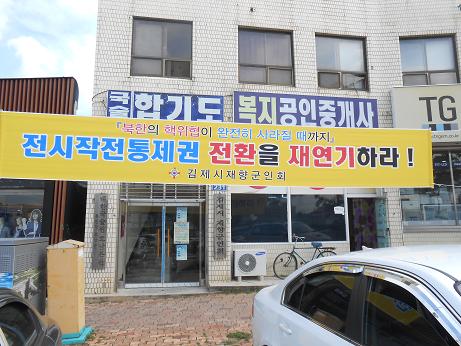 합기도
복지공인중개사
TG
『북한의 핵위협이 완전히 사라질 때까지』
전시작전통제권 전환을 재연기하라 !
김제시재향군인회